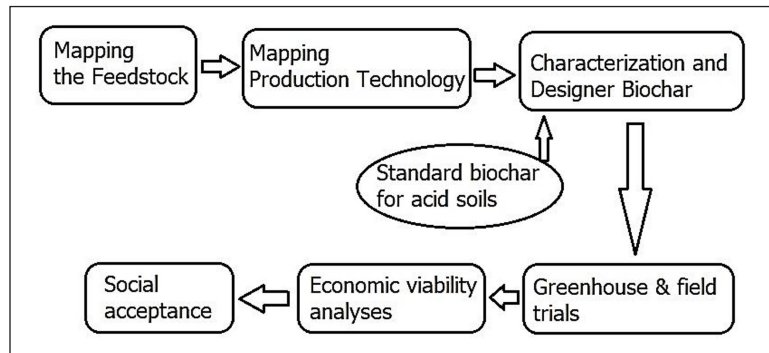 Mapping
the Feedstock
Mapping
Production Technology
Characterization and
Designer Biochar
Standard biochar
for acid soils
Greenhouse & field
trials
Economic viability
analyses
Social
acceptance